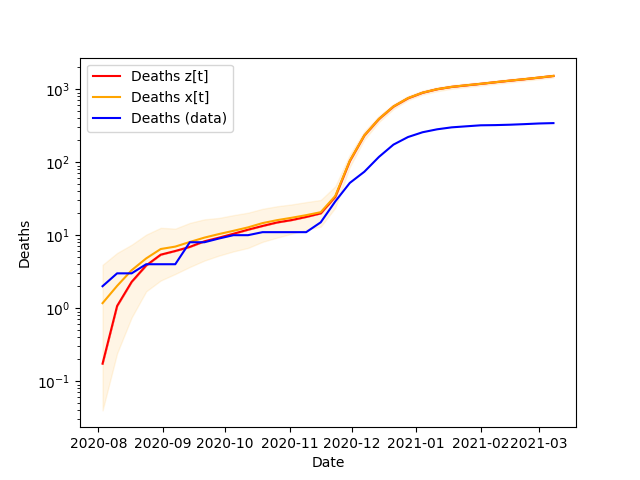 Deaths z[t]
Deaths x[t]
Deaths (data)
Deaths
10³
10²
10¹
10⁰
10⁻¹
2020-08 2020-09 2020-10 2020-11 2020-12 2021-01 2021-02 2021-03
Date